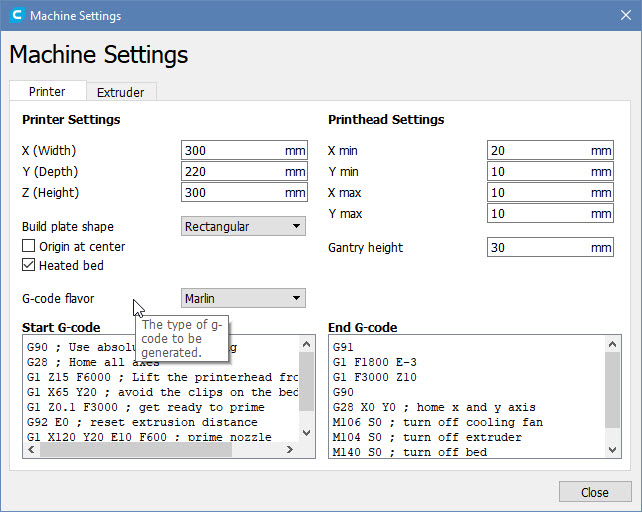 Machine Settings
Machine Settings
Printer
Extruder
Printer Settings
X (Width) 300 mm
Y (Depth) 220 mm
Z (Height) 300 mm
Build plate shape Rectangular
Origin at center
Heated bed
G-code flavor Marlin
Printhead Settings
X min 20 mm
Y min 10 mm
X max 10 mm
Y max 10 mm
Gantry height 30 mm
The type of g-
code to be
generated.
Start G-code
G90 ; Use absolu g
G28 ; Home all axes
G1 Z15 F6000 ; Lift the printerhead fro
G1 X65 Y20 ; avoid the clips on the bed
G1 Z0.1 F3000 ; get ready to prime
G92 E0 ; reset extrusion distance
G1 X120 Y20 E10 F600 ; prime nozzle
End G-code
G91
G1 F1800 E-3
G1 F3000 Z10
G90
G28 X0 Y0 ; home x and y axis
M106 S0 ; turn off cooling fan
M104 S0 ; turn off extruder
M140 S0 ; turn off bed
Close